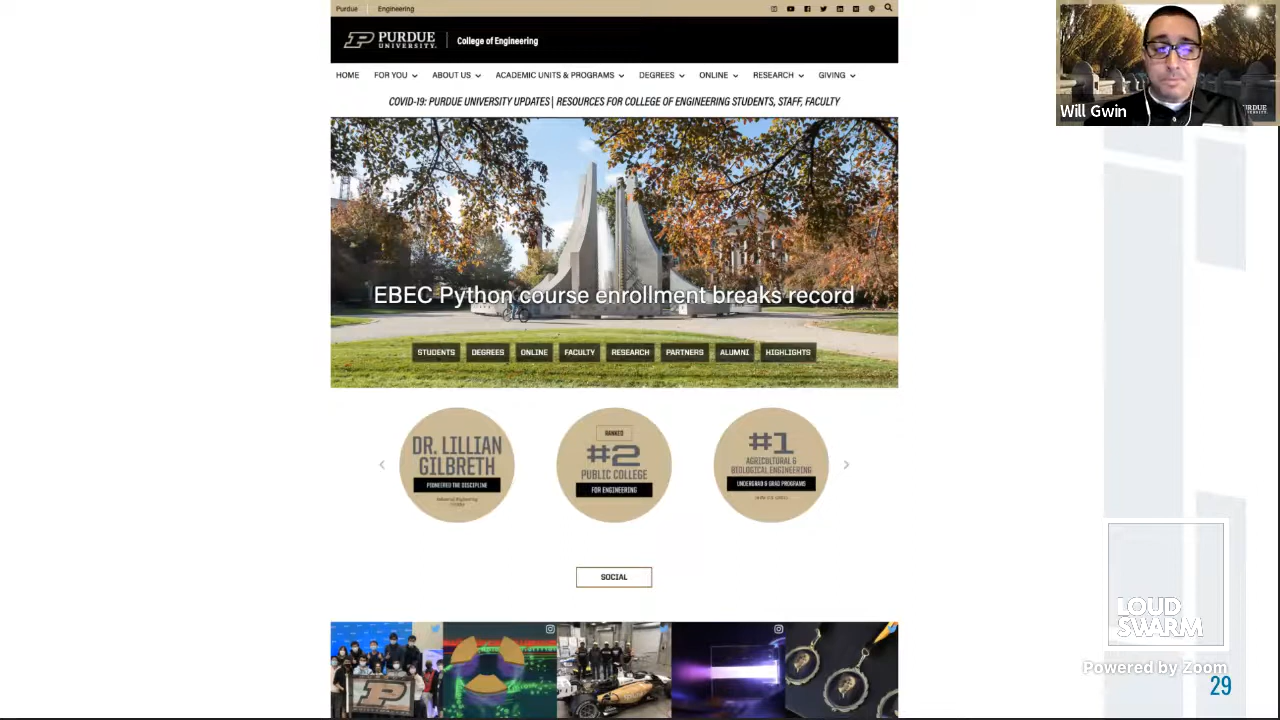 Purdue Engineering
PURDUE
UNIVERSITY.
College of Engineering
HOME FOR YOU ABOUT US ACADEMIC UNITS & PROGRAMS DEGREES ONLINE RESEARCH GIVING
COVID-19: PURDUE UNIVERSITY UPDATES | RESOURCES FOR COLLEGE OF ENGINEERING STUDENTS, STAFF, FACULTY
EBEC Python course enrollment breaks record
STUDENTS DEGREES ONLINE FACULTY RESEARCH PARTNERS ALUMNI HIGHLIGHTS
DR. LILLIAN
GILBRETH
PIONEERED THE DISCIPLINE
RANKED
#2
PUBLIC COLLEGE
FOR ENGINEERING
#1
AGRICULTURAL &
BIOLOGICAL ENGINEERING
UNDERGRAD & GRAD PROGRAMS
SOCIAL
Will Gwin
LOUD
SWARM
Powered by Zoom
29